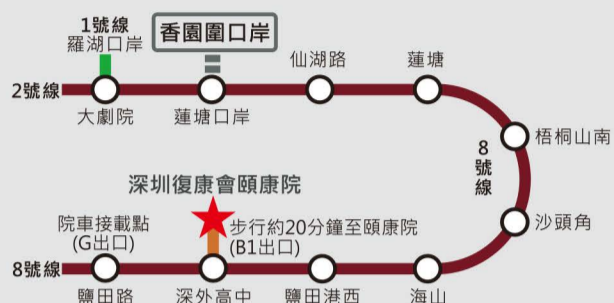 1號線
羅湖口岸
香園圍口岸
仙湖路
蓮塘
2號線
大劇院
蓮塘口岸
梧桐山南
8號線
深圳復康會頤康院
沙頭角
院車接載點
(G出口)
步行約20分鐘至頤康院
(B1出口)
8號線
鹽田路
深外高中
鹽田港西
海山